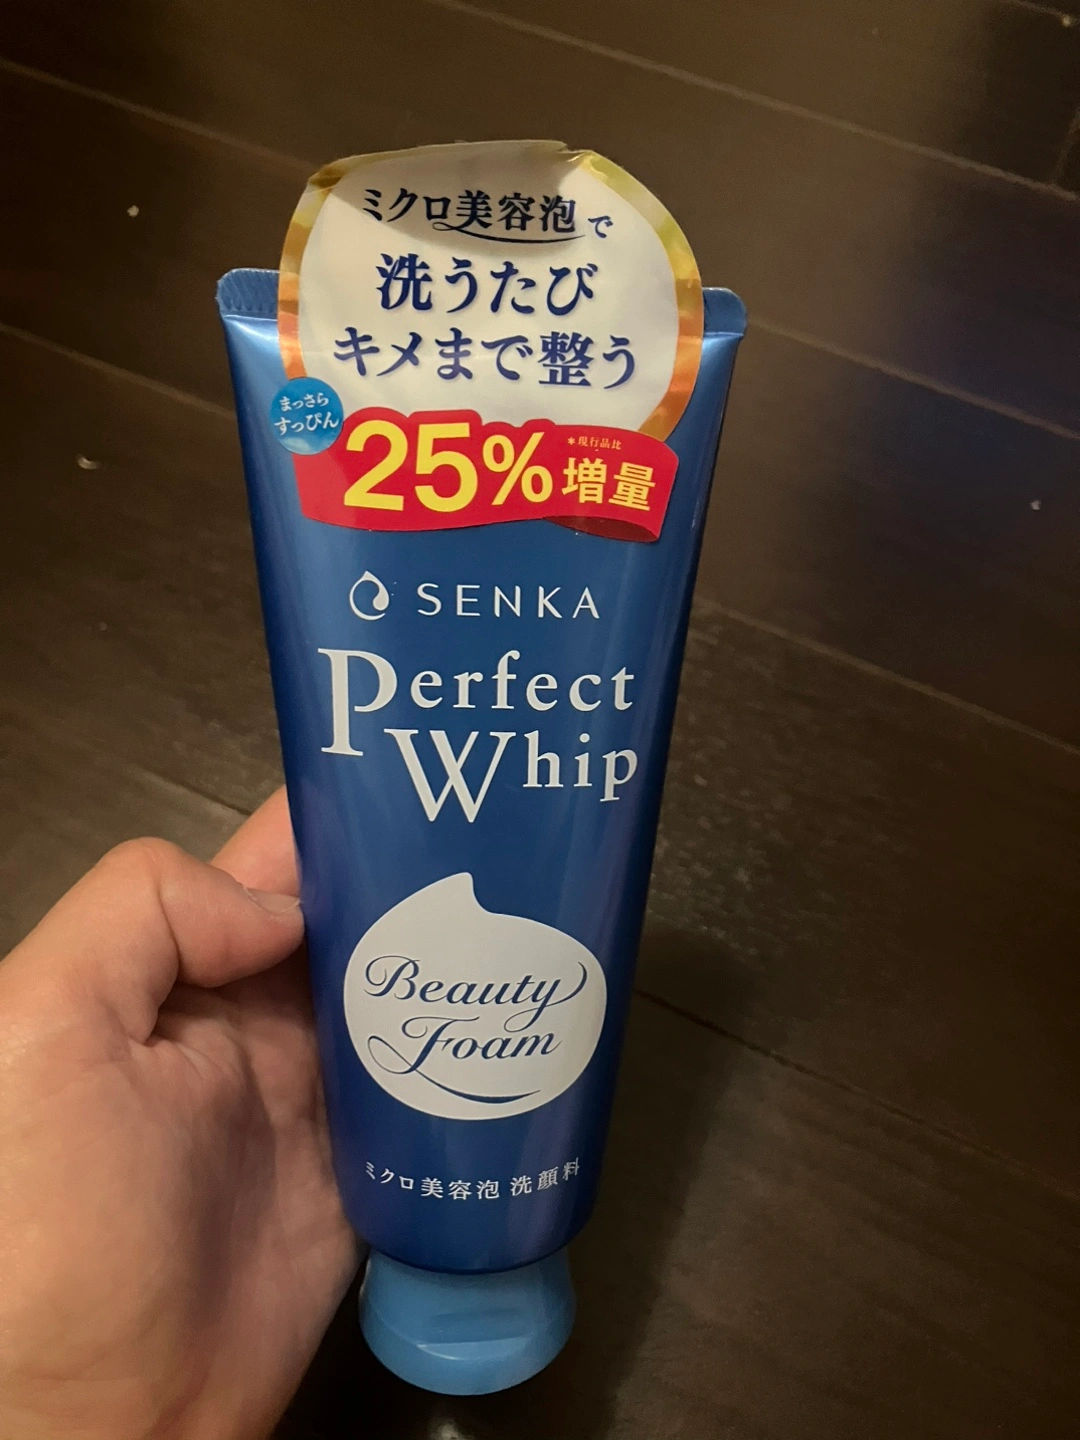 ミクロ美容泡で
洗うたび
キメまで整う
まっさら
すっぴん
25%増量
*現行品比
SENKA
Perfect
Whip
Beauty
Foam
ミクロ美容泡 洗顔料